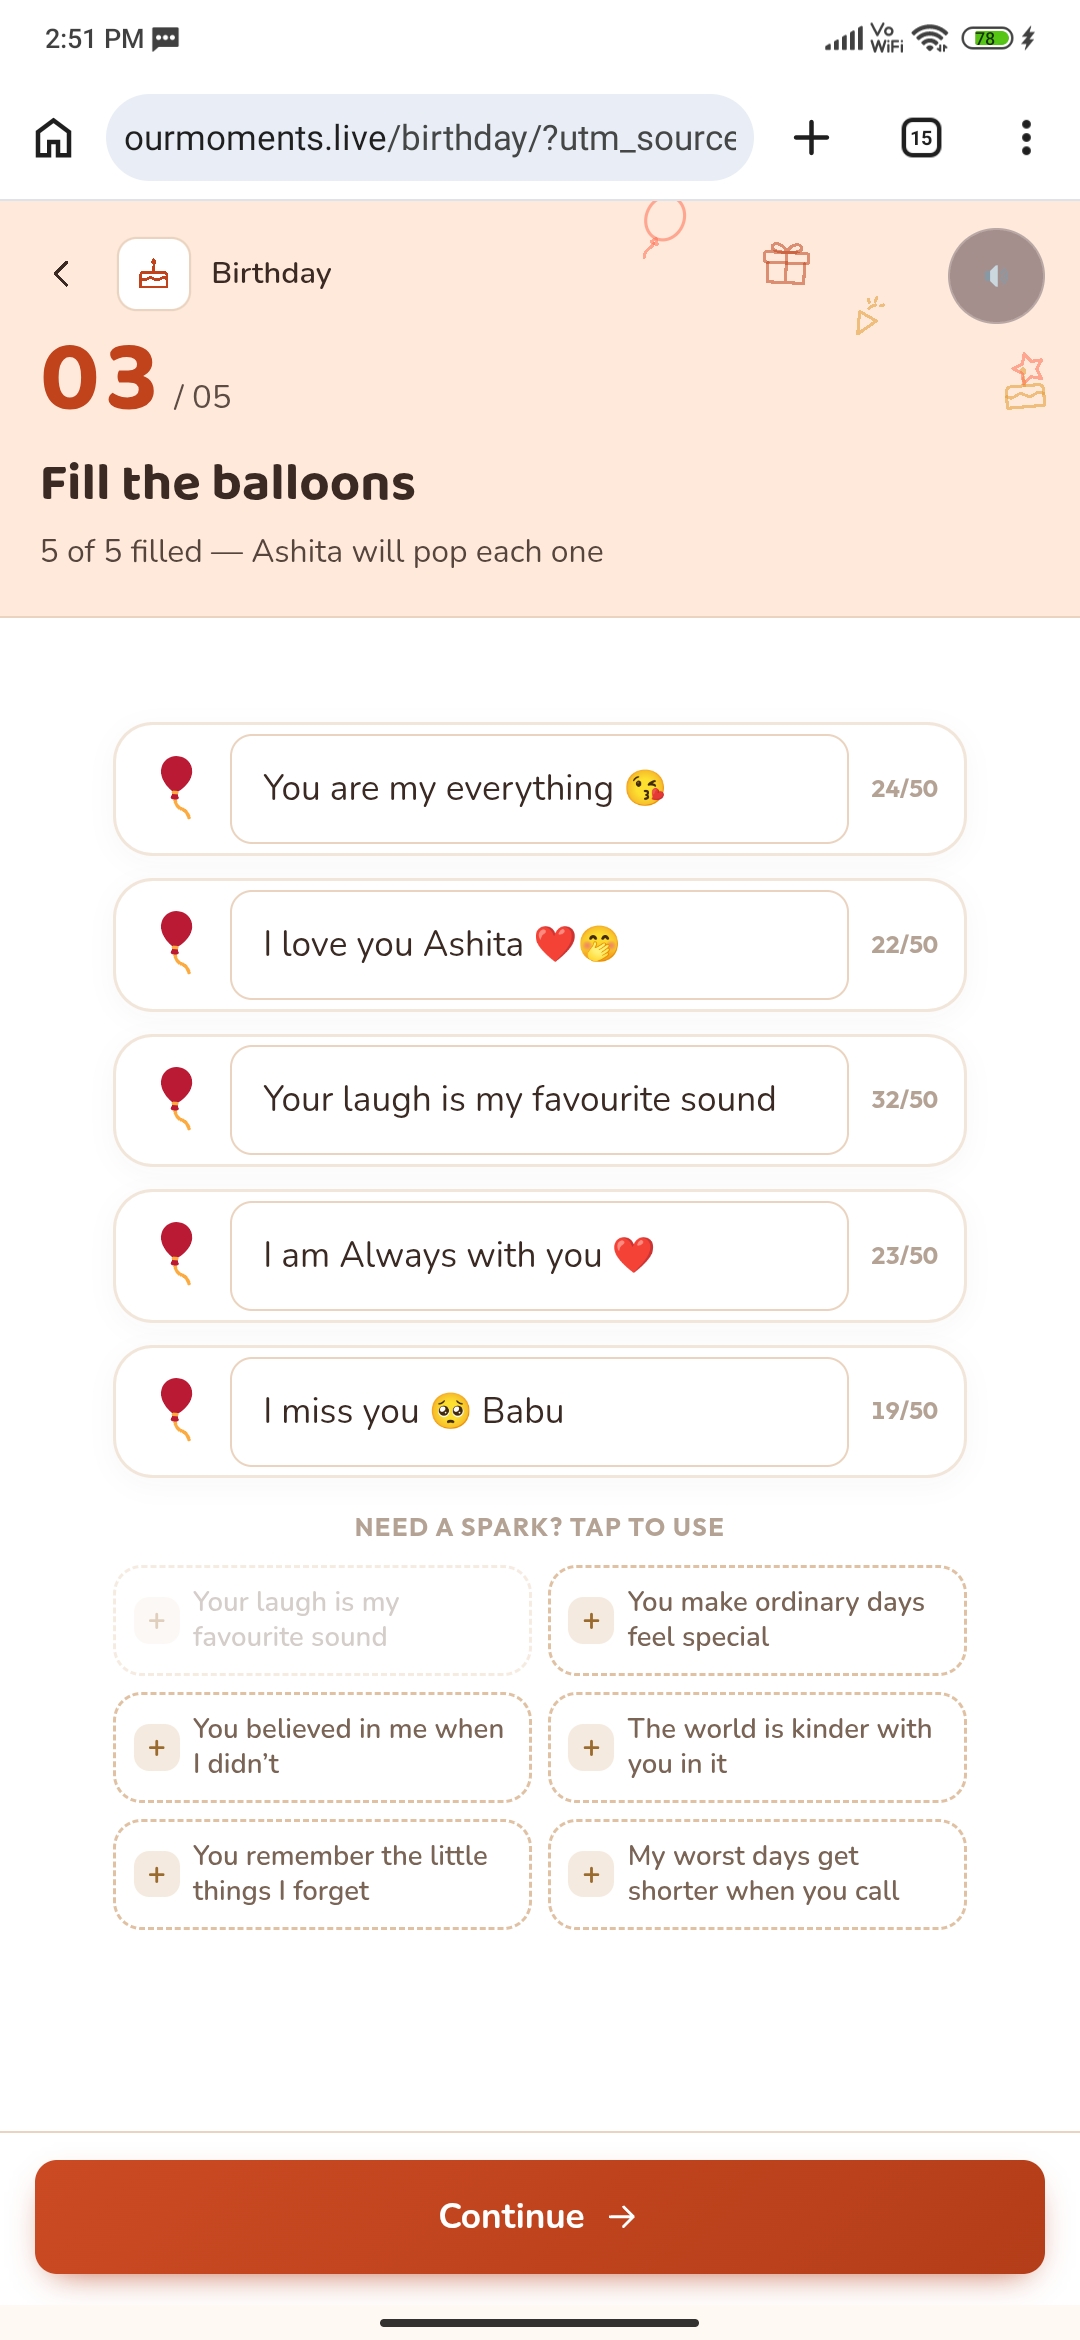 2:51 PM
Vo
WiFi
78
ourmoments.live/birthday/?utm_source
15
Birthday
03 / 05
Fill the balloons
5 of 5 filled — Ashita will pop each one
You are my everything 😘
24/50
I love you Ashita ❤️🤭
22/50
Your laugh is my favourite sound
32/50
I am Always with you ❤️
23/50
I miss you 🥺 Babu
19/50
NEED A SPARK? TAP TO USE
+ Your laugh is my
favourite sound
+ You make ordinary days
feel special
+ You believed in me when
I didn’t
+ The world is kinder with
you in it
+ You remember the little
things I forget
+ My worst days get
shorter when you call
Continue →